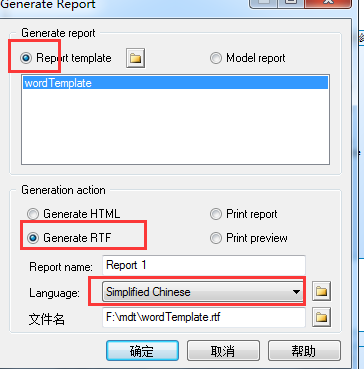 Generate Report
Generate report
Report template
Model report
wordTemplate
Generation action
Generate HTML
Print report
Generate RTF
Print preview
Report name: Report 1
Language: Simplified Chinese
文件名 F:\mdt\wordTemplate.rtf
确定 取消 帮助